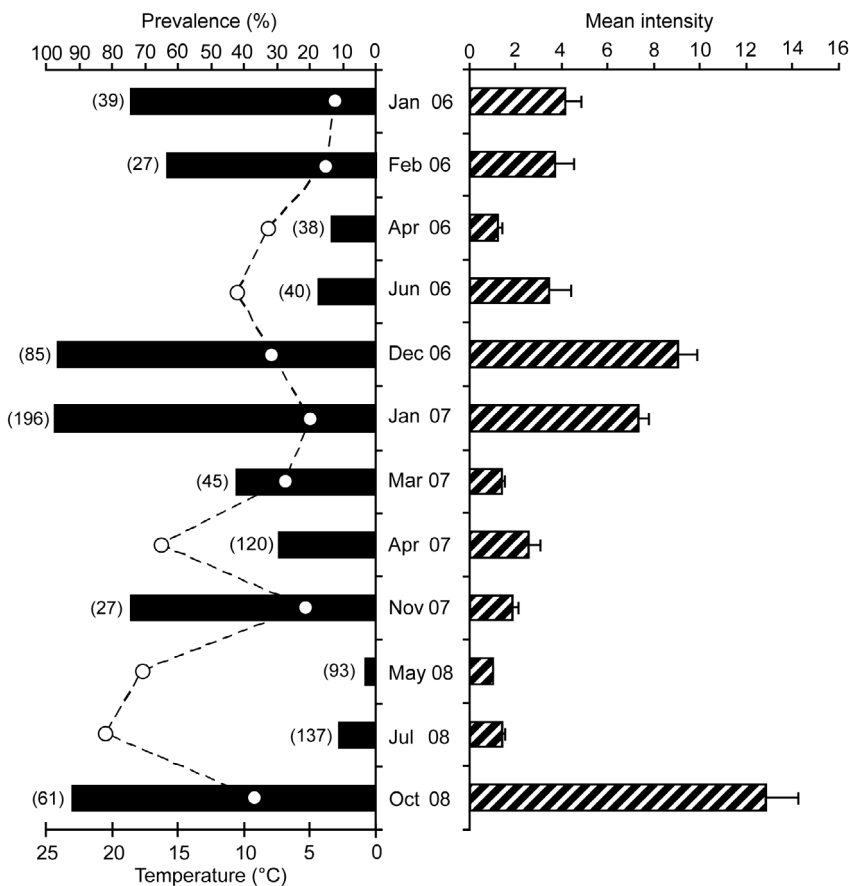 Prevalence (%) Mean intensity
100 90 80 70 60 50 40 30 20 10 0 0 2 4 6 8 10 12 14 16
(39) Jan 06
(27) Feb 06
(38) Apr 06
(40) Jun 06
(85) Dec 06
(196) Jan 07
(45) Mar 07
(120) Apr 07
(27) Nov 07
(93) May 08
(137) Jul 08
(61) Oct 08
25 20 15 10 5 0
Temperature (°C)